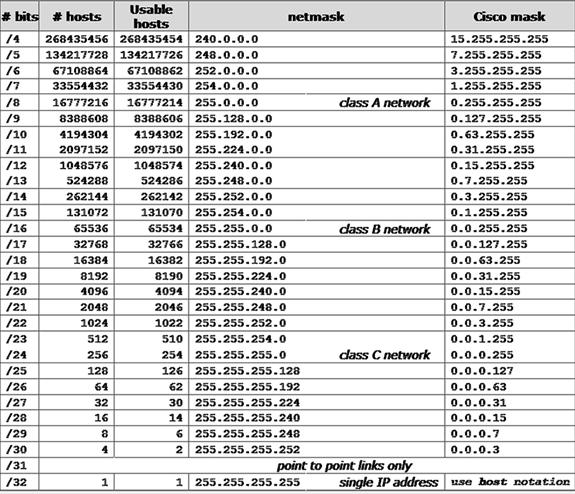 # bits # hosts Usable hosts netmask Cisco mask
/4 268435456 268435454 240.0.0.0 15.255.255.255
/5 134217728 134217726 248.0.0.0 7.255.255.255
/6 67108864 67108862 252.0.0.0 3.255.255.255
/7 33554432 33554430 254.0.0.0 1.255.255.255
/8 16777216 16777214 255.0.0.0 class A network 0.255.255.255
/9 8388608 8388606 255.128.0.0 0.127.255.255
/10 4194304 4194302 255.192.0.0 0.63.255.255
/11 2097152 2097150 255.224.0.0 0.31.255.255
/12 1048576 1048574 255.240.0.0 0.15.255.255
/13 524288 524286 255.248.0.0 0.7.255.255
/14 262144 262142 255.252.0.0 0.3.255.255
/15 131072 131070 255.254.0.0 0.1.255.255
/16 65536 65534 255.255.0.0 class B network 0.0.255.255
/17 32768 32766 255.255.128.0 0.0.127.255
/18 16384 16382 255.255.192.0 0.0.63.255
/19 8192 8190 255.255.224.0 0.0.31.255
/20 4096 4094 255.255.240.0 0.0.15.255
/21 2048 2046 255.255.248.0 0.0.7.255
/22 1024 1022 255.255.252.0 0.0.3.255
/23 512 510 255.255.254.0 0.0.1.255
/24 256 254 255.255.255.0 class C network 0.0.0.255
/25 128 126 255.255.255.128 0.0.0.127
/26 64 62 255.255.255.192 0.0.0.63
/27 32 30 255.255.255.224 0.0.0.31
/28 16 14 255.255.255.240 0.0.0.15
/29 8 6 255.255.255.248 0.0.0.7
/30 4 2 255.255.255.252 0.0.0.3
/31 point to point links only
/32 1 1 255.255.255.255 single IP address use host notation